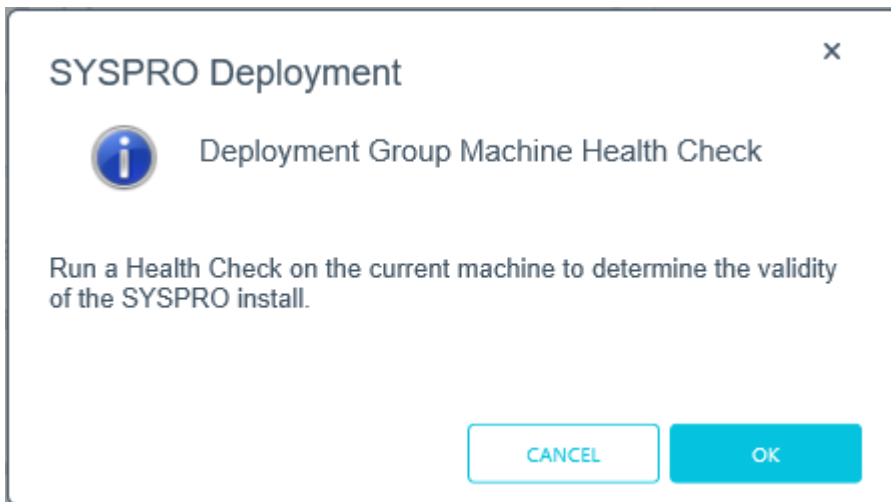 SYSPRO Deployment
Deployment Group Machine Health Check
Run a Health Check on the current machine to determine the validity
of the SYSPRO install.
CANCEL
OK